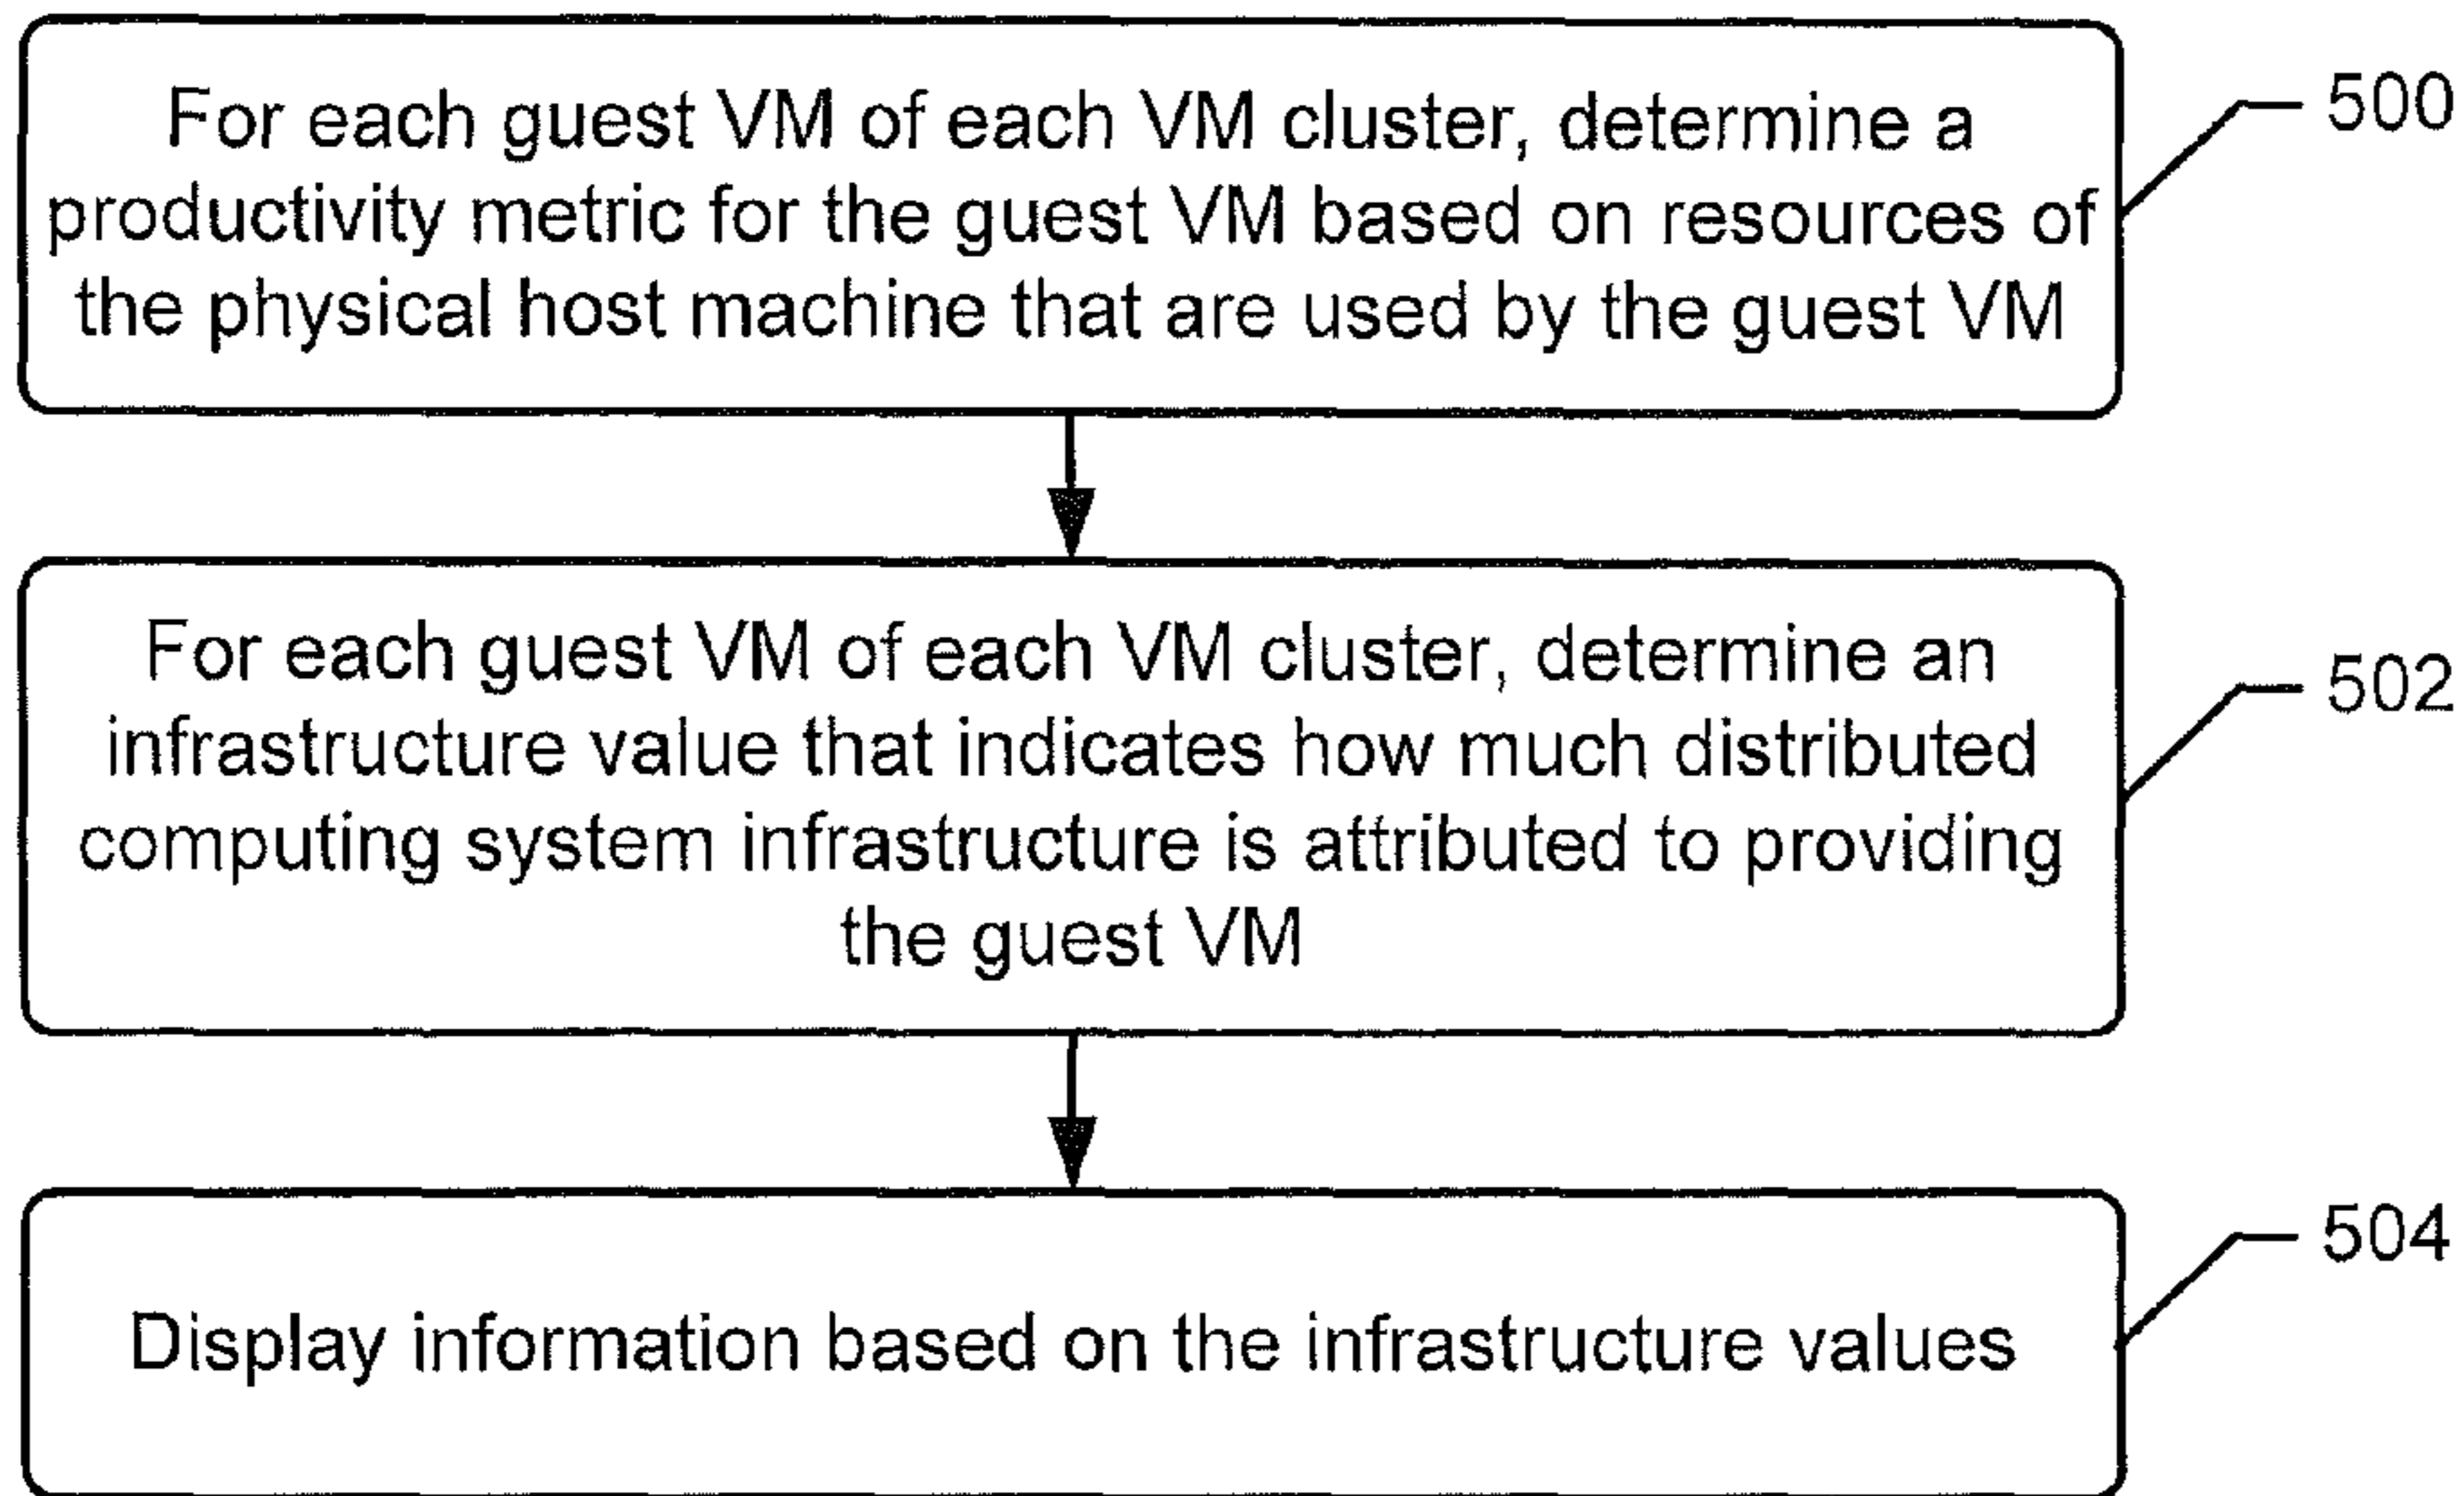 For each guest VM of each VM cluster, determine a
productivity metric for the guest VM based on resources of
the physical host machine that are used by the guest VM
500
For each guest VM of each VM cluster, determine an
infrastructure value that indicates how much distributed
computing system infrastructure is attributed to providing
the guest VM
502
Display information based on the infrastructure values
504